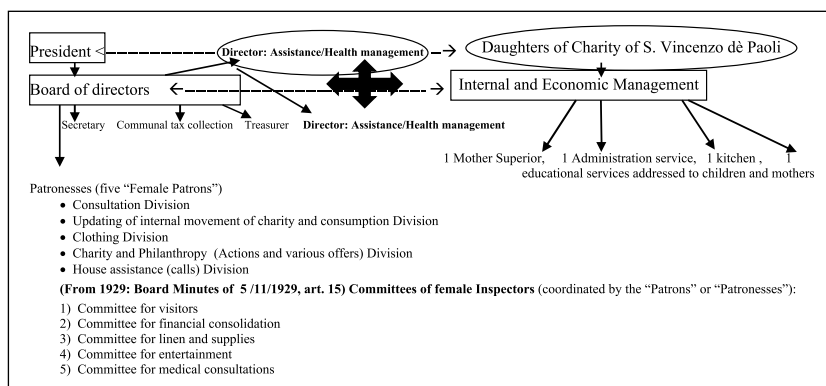 President
Director: Assistance/Health management
Daughters of Charity of S. Vincenzo dè Paoli
Board of directors
Internal and Economic Management
Secretary Communal tax collection Treasurer Director: Assistance/Health management
1 Mother Superior, 1 Administration service, 1 kitchen , 1
educational services addressed to children and mothers
Patronesses (five “Female Patrons”)
• Consultation Division
• Updating of internal movement of charity and consumption Division
• Clothing Division
• Charity and Philanthropy (Actions and various offers) Division
• House assistance (calls) Division
(From 1929: Board Minutes of 5 /11/1929, art. 15) Committees of female Inspectors (coordinated by the “Patrons” or “Patronesses”):
1) Committee for visitors
2) Committee for financial consolidation
3) Committee for linen and supplies
4) Committee for entertainment
5) Committee for medical consultations